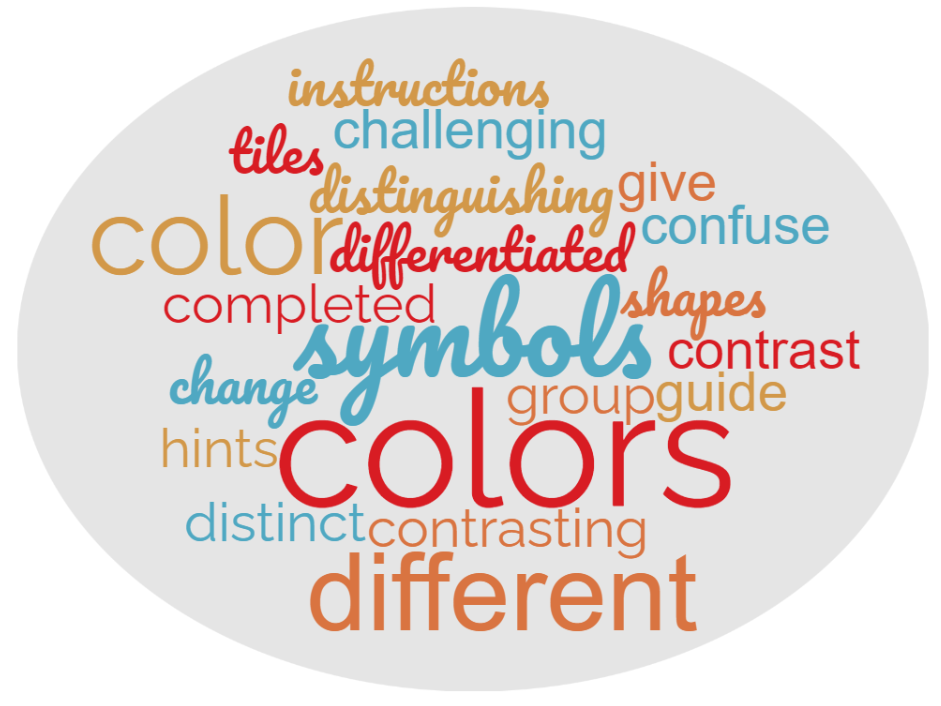 instructions
challenging
tiles
distinguishing
give
color
confuse
differentiated
completed
shapes
symbols
contrast
change
group
guide
hints
colors
distinct
contrasting
different